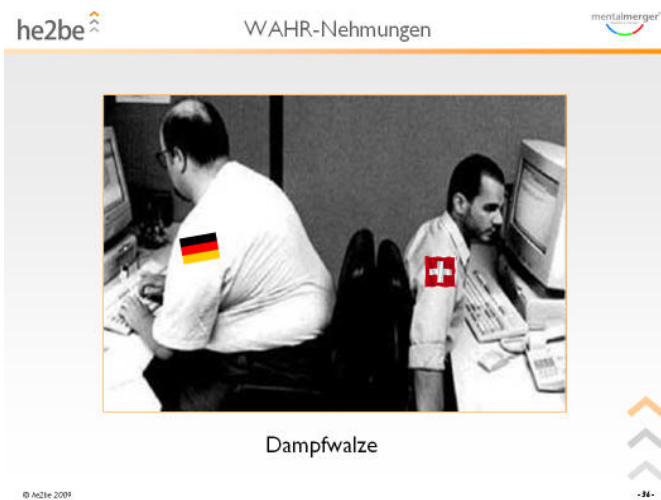 he2be
WAHR-Nehmungen
mentalmerger®
Dampfwalze
© he2be 2009
- 36 -